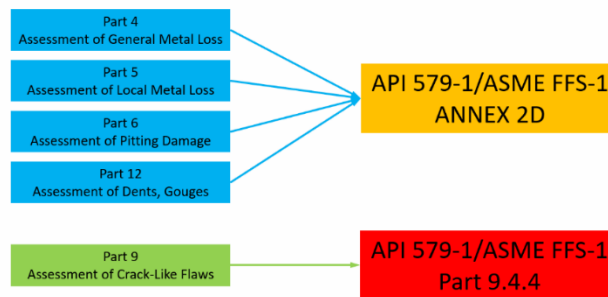 Part 4
Assessment of General Metal Loss
Part 5
Assessment of Local Metal Loss
Part 6
Assessment of Pitting Damage
Part 12
Assessment of Dents, Gouges
API 579-1/ASME FFS-1
ANNEX 2D
Part 9
Assessment of Crack-Like Flaws
API 579-1/ASME FFS-1
Part 9.4.4